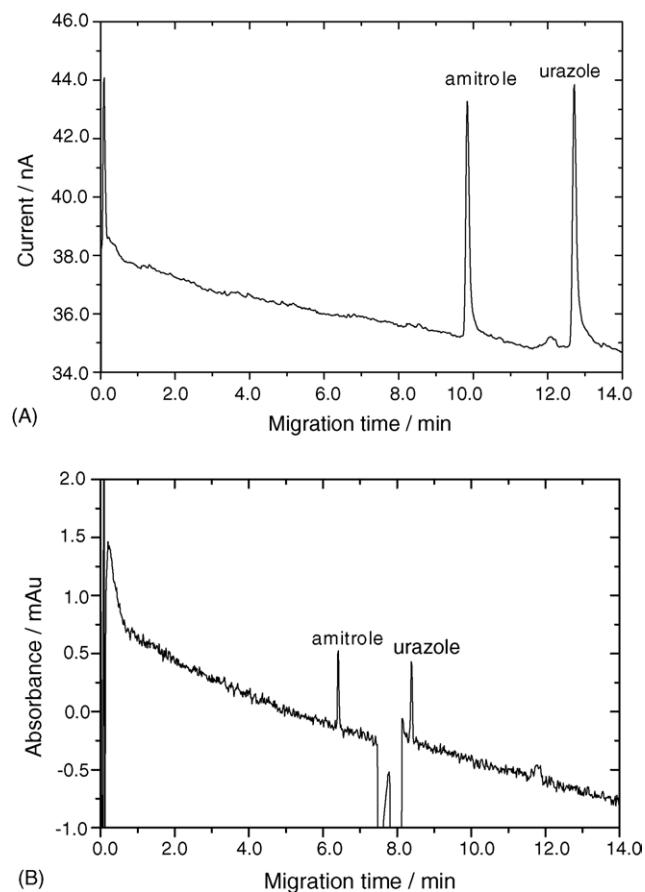 46.0
44.0
42.0
40.0
38.0
36.0
34.0
Current / nA
amitrole
urazole
0.0 2.0 4.0 6.0 8.0 10.0 12.0 14.0
Migration time / min
(A)
2.0
1.5
1.0
0.5
0.0
-0.5
-1.0
Absorbance / mAu
amitrole urazole
0.0 2.0 4.0 6.0 8.0 10.0 12.0 14.0
Migration time / min
(B)